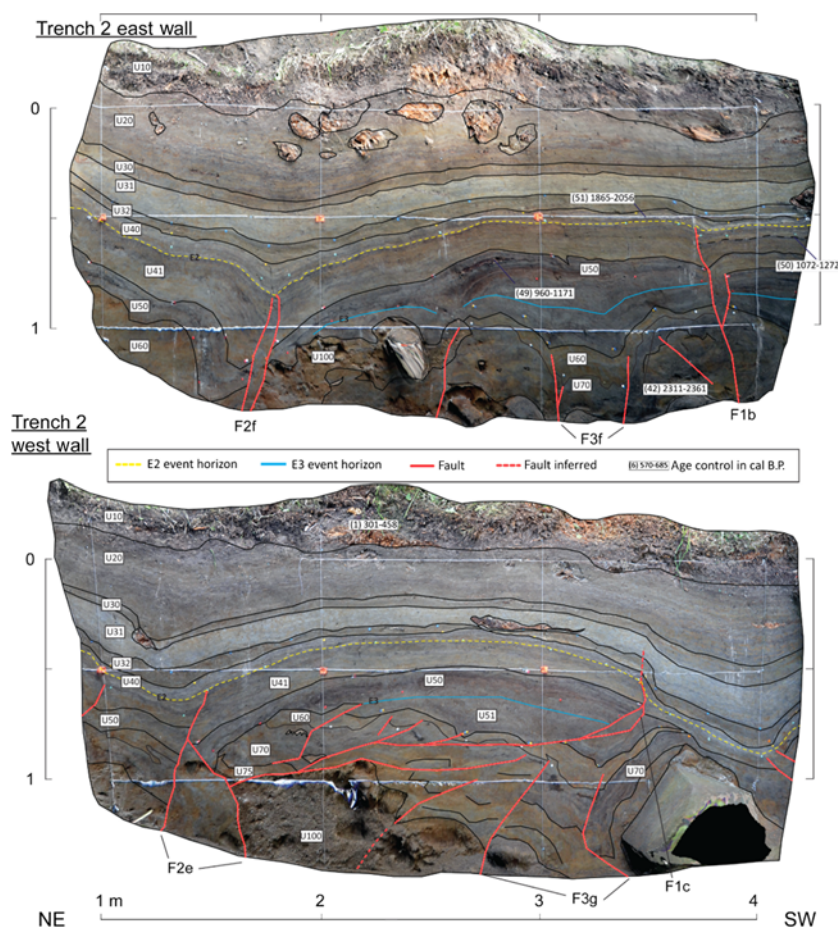 Trench 2 east wall
U10
0
U20
U30
U31
(51) 1865-2056
U32
U40
E2
U41
U50
(50) 1072-1272
(49) 960-1171
U50
E3
1
U60
U100
U60
U70
(42) 2311-2361
F2f
F3f
F1b
Trench 2
west wall
E2 event horizon
E3 event horizon
Fault
Fault inferred
(6) 570-685 Age control in cal B.P.
U10
(1) 301-458
0
U20
U30
U31
U32
U40
U41
U50
E2
E3
U50
U60
U51
U70
U75
U70
1
U100
F2e
F3g
F1c
1 m
2
3
4
NE
SW